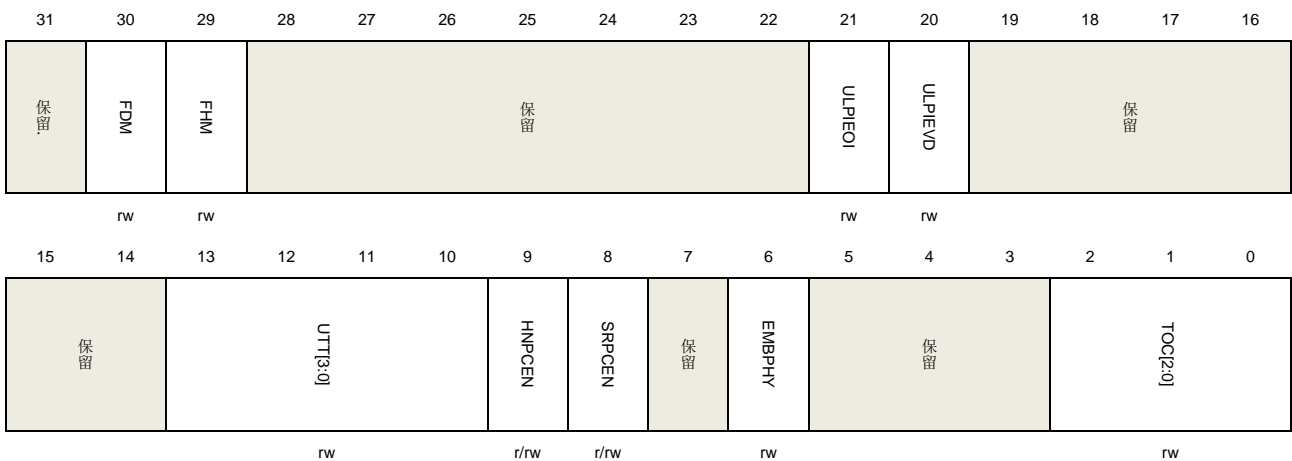 31 30 29 28 27 26 25 24 23 22 21 20 19 18 17 16
保留. FDM FHM 保留 ULPIEOI ULPIEVD 保留
rw rw rw rw
15 14 13 12 11 10 9 8 7 6 5 4 3 2 1 0
保留 UTT[3:0] HNPCEN SRPCEN 保留 EMBPHY 保留 TOC[2:0]
rw r/rw r/rw rw rw